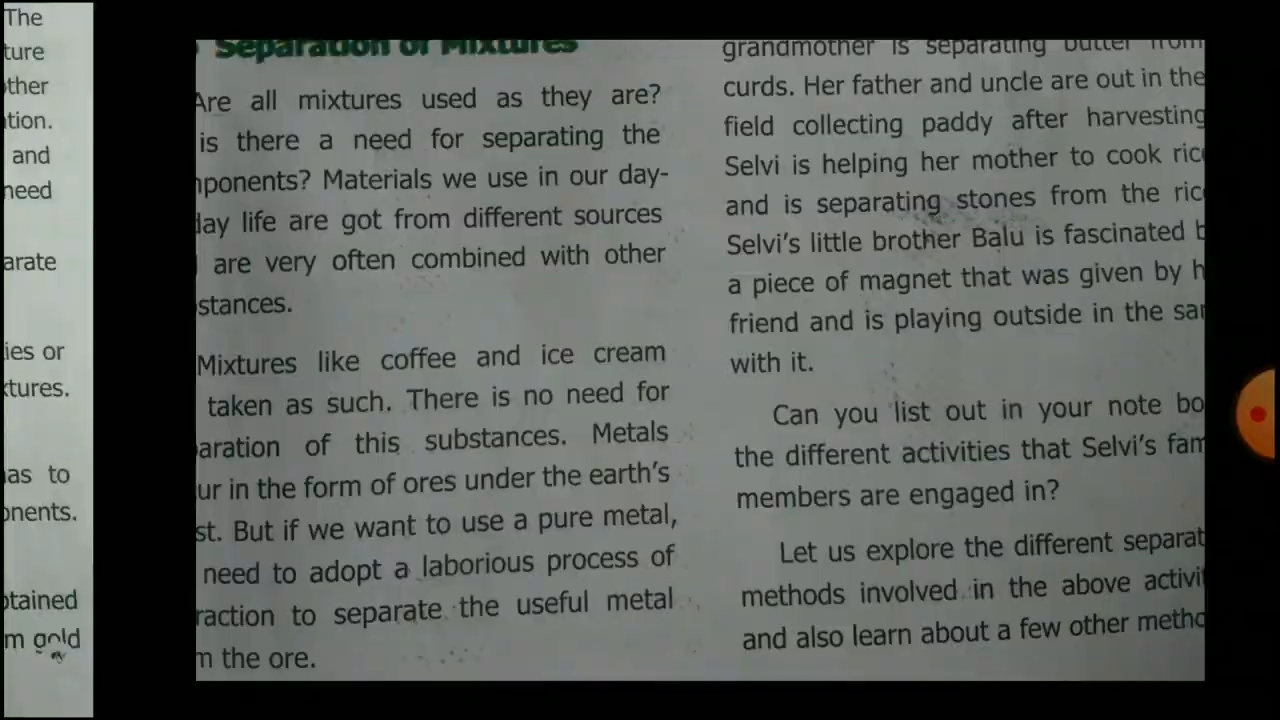 The
ture
other
tion.
and
need
arate
ies or
xtures.
as to
onents.
otained
m gold
Separation of Mixtures
Are all mixtures used as they are?
is there a need for separating the
nponents? Materials we use in our day-
day life are got from different sources
are very often combined with other
stances.
Mixtures like coffee and ice cream
taken as such. There is no need for
paration of this substances. Metals
ur in the form of ores under the earth's
st. But if we want to use a pure metal,
need to adopt a laborious process of
raction to separate the useful metal
m the ore.
grandmother is separating butter from
curds. Her father and uncle are out in the
field collecting paddy after harvesting
Selvi is helping her mother to cook ric
and is separating stones from the ric
Selvi's little brother Balu is fascinated b
a piece of magnet that was given by h
friend and is playing outside in the sa
with it.
Can you list out in your note bo
the different activities that Selvi's fam
members are engaged in?
Let us explore the different separat
methods involved in the above activi
and also learn about a few other metho